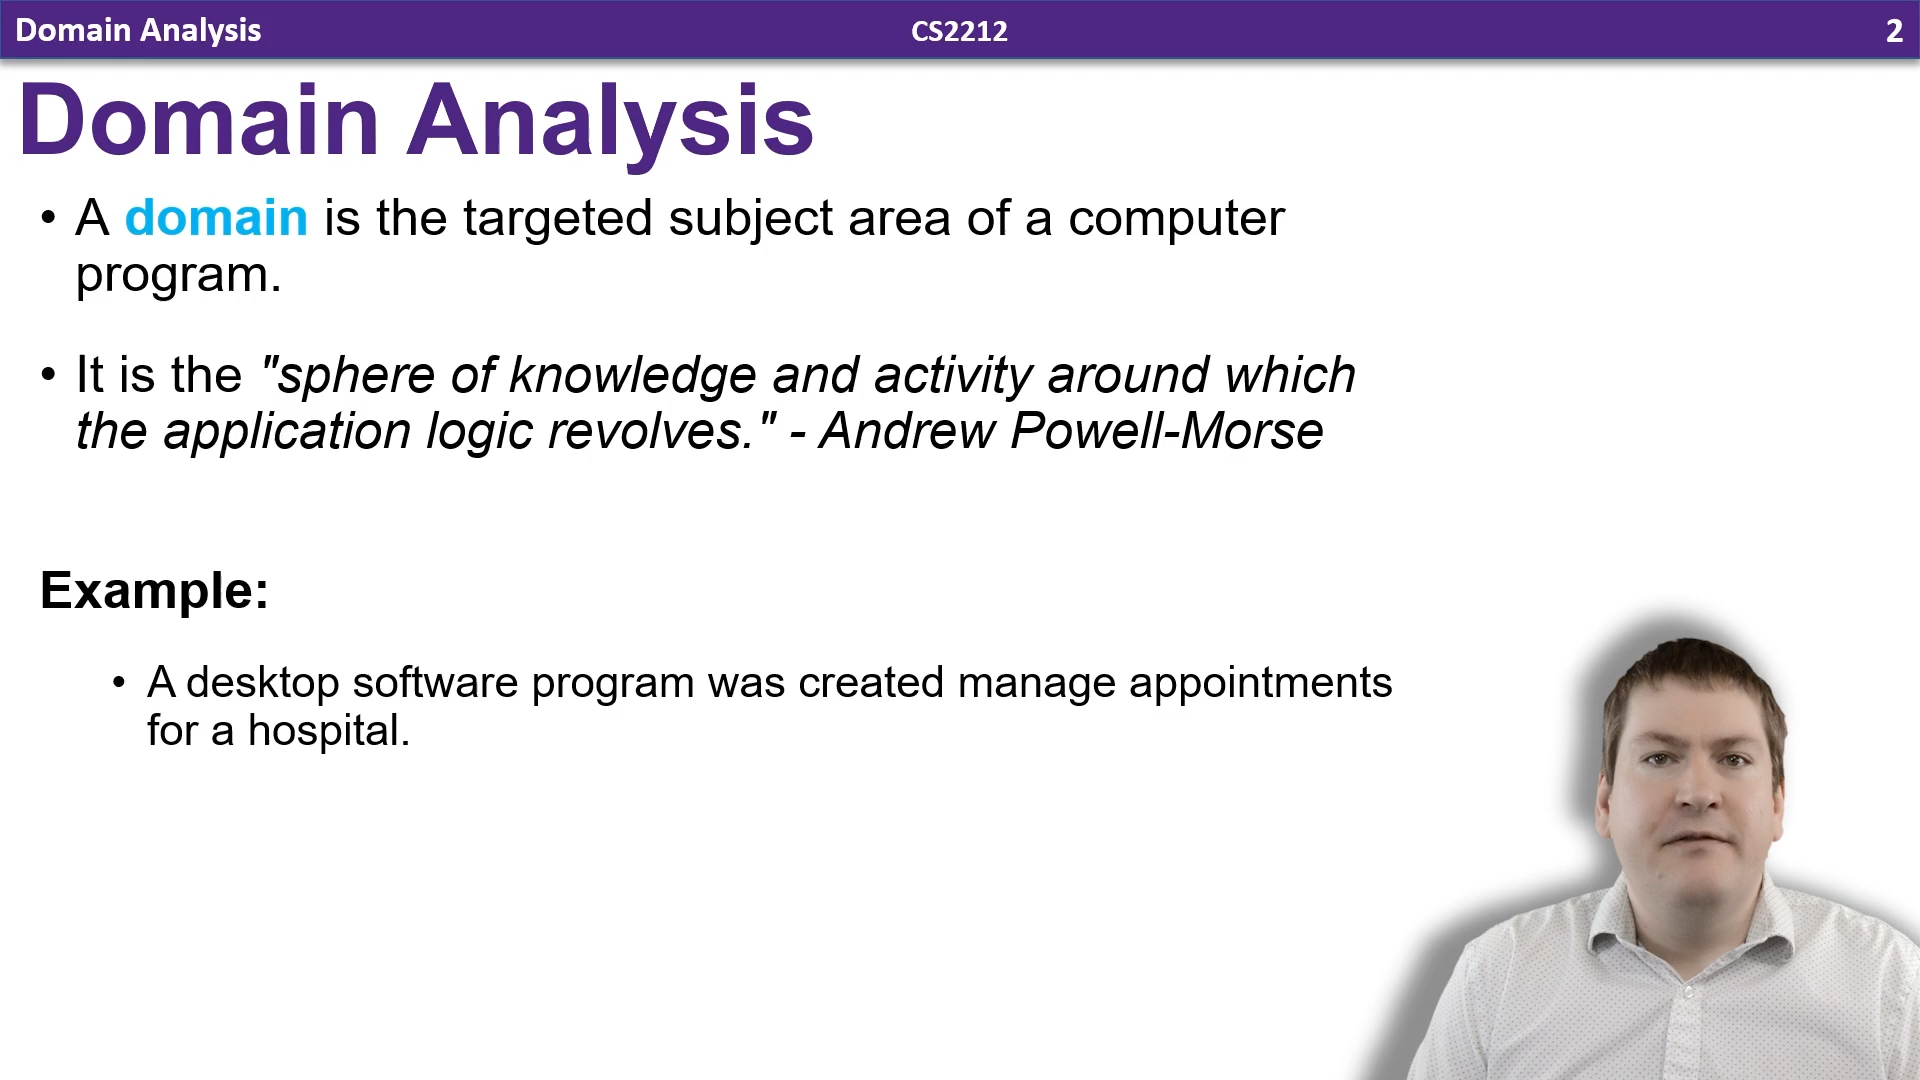 Domain Analysis CS2212 2
Domain Analysis
• A domain is the targeted subject area of a computer
program.
• It is the "sphere of knowledge and activity around which
the application logic revolves." - Andrew Powell-Morse
Example:
• A desktop software program was created manage appointments
for a hospital.